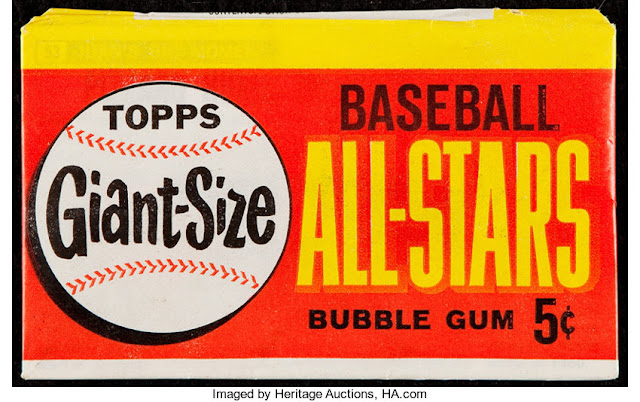 TOPPS
Giant-Size
BASEBALL
ALL-STARS
BUBBLE GUM 5¢
Imaged by Heritage Auctions, HA.com